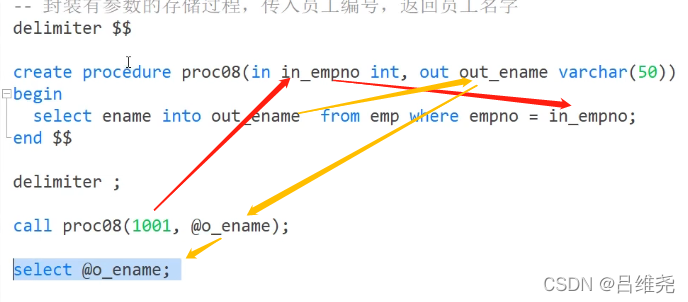 -- 封装有参数的存储过程，传入员工编号，返回员工名字
delimiter $$
create procedure proc08(in in_empno int, out out_ename varchar(50))
begin
select ename into out_ename from emp where empno = in_empno;
end $$
delimiter ;
call proc08(1001, @o_ename);
select @o_ename;
CSDN @吕维尧